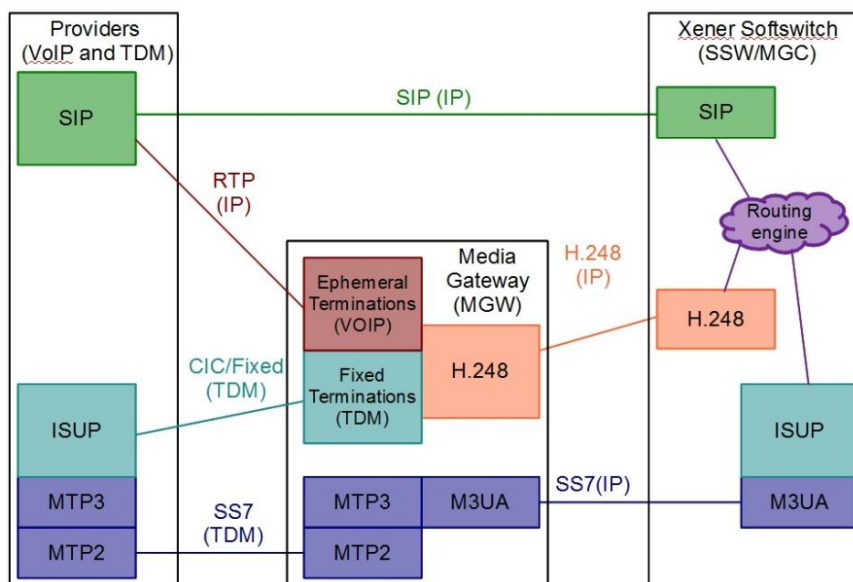 Providers
(VoIP and TDM)
Xener Softswitch
(SSW/MGC)
SIP
SIP (IP)
SIP
RTP
(IP)
Routing
engine
Media
Gateway
(MGW)
H.248
(IP)
Ephemeral
Terminations
(VOIP)
H.248
H.248
CIC/Fixed
(TDM)
Fixed
Terminations
(TDM)
ISUP
ISUP
MTP3
SS7
(TDM)
MTP3
M3UA
SS7(IP)
M3UA
MTP2
MTP2